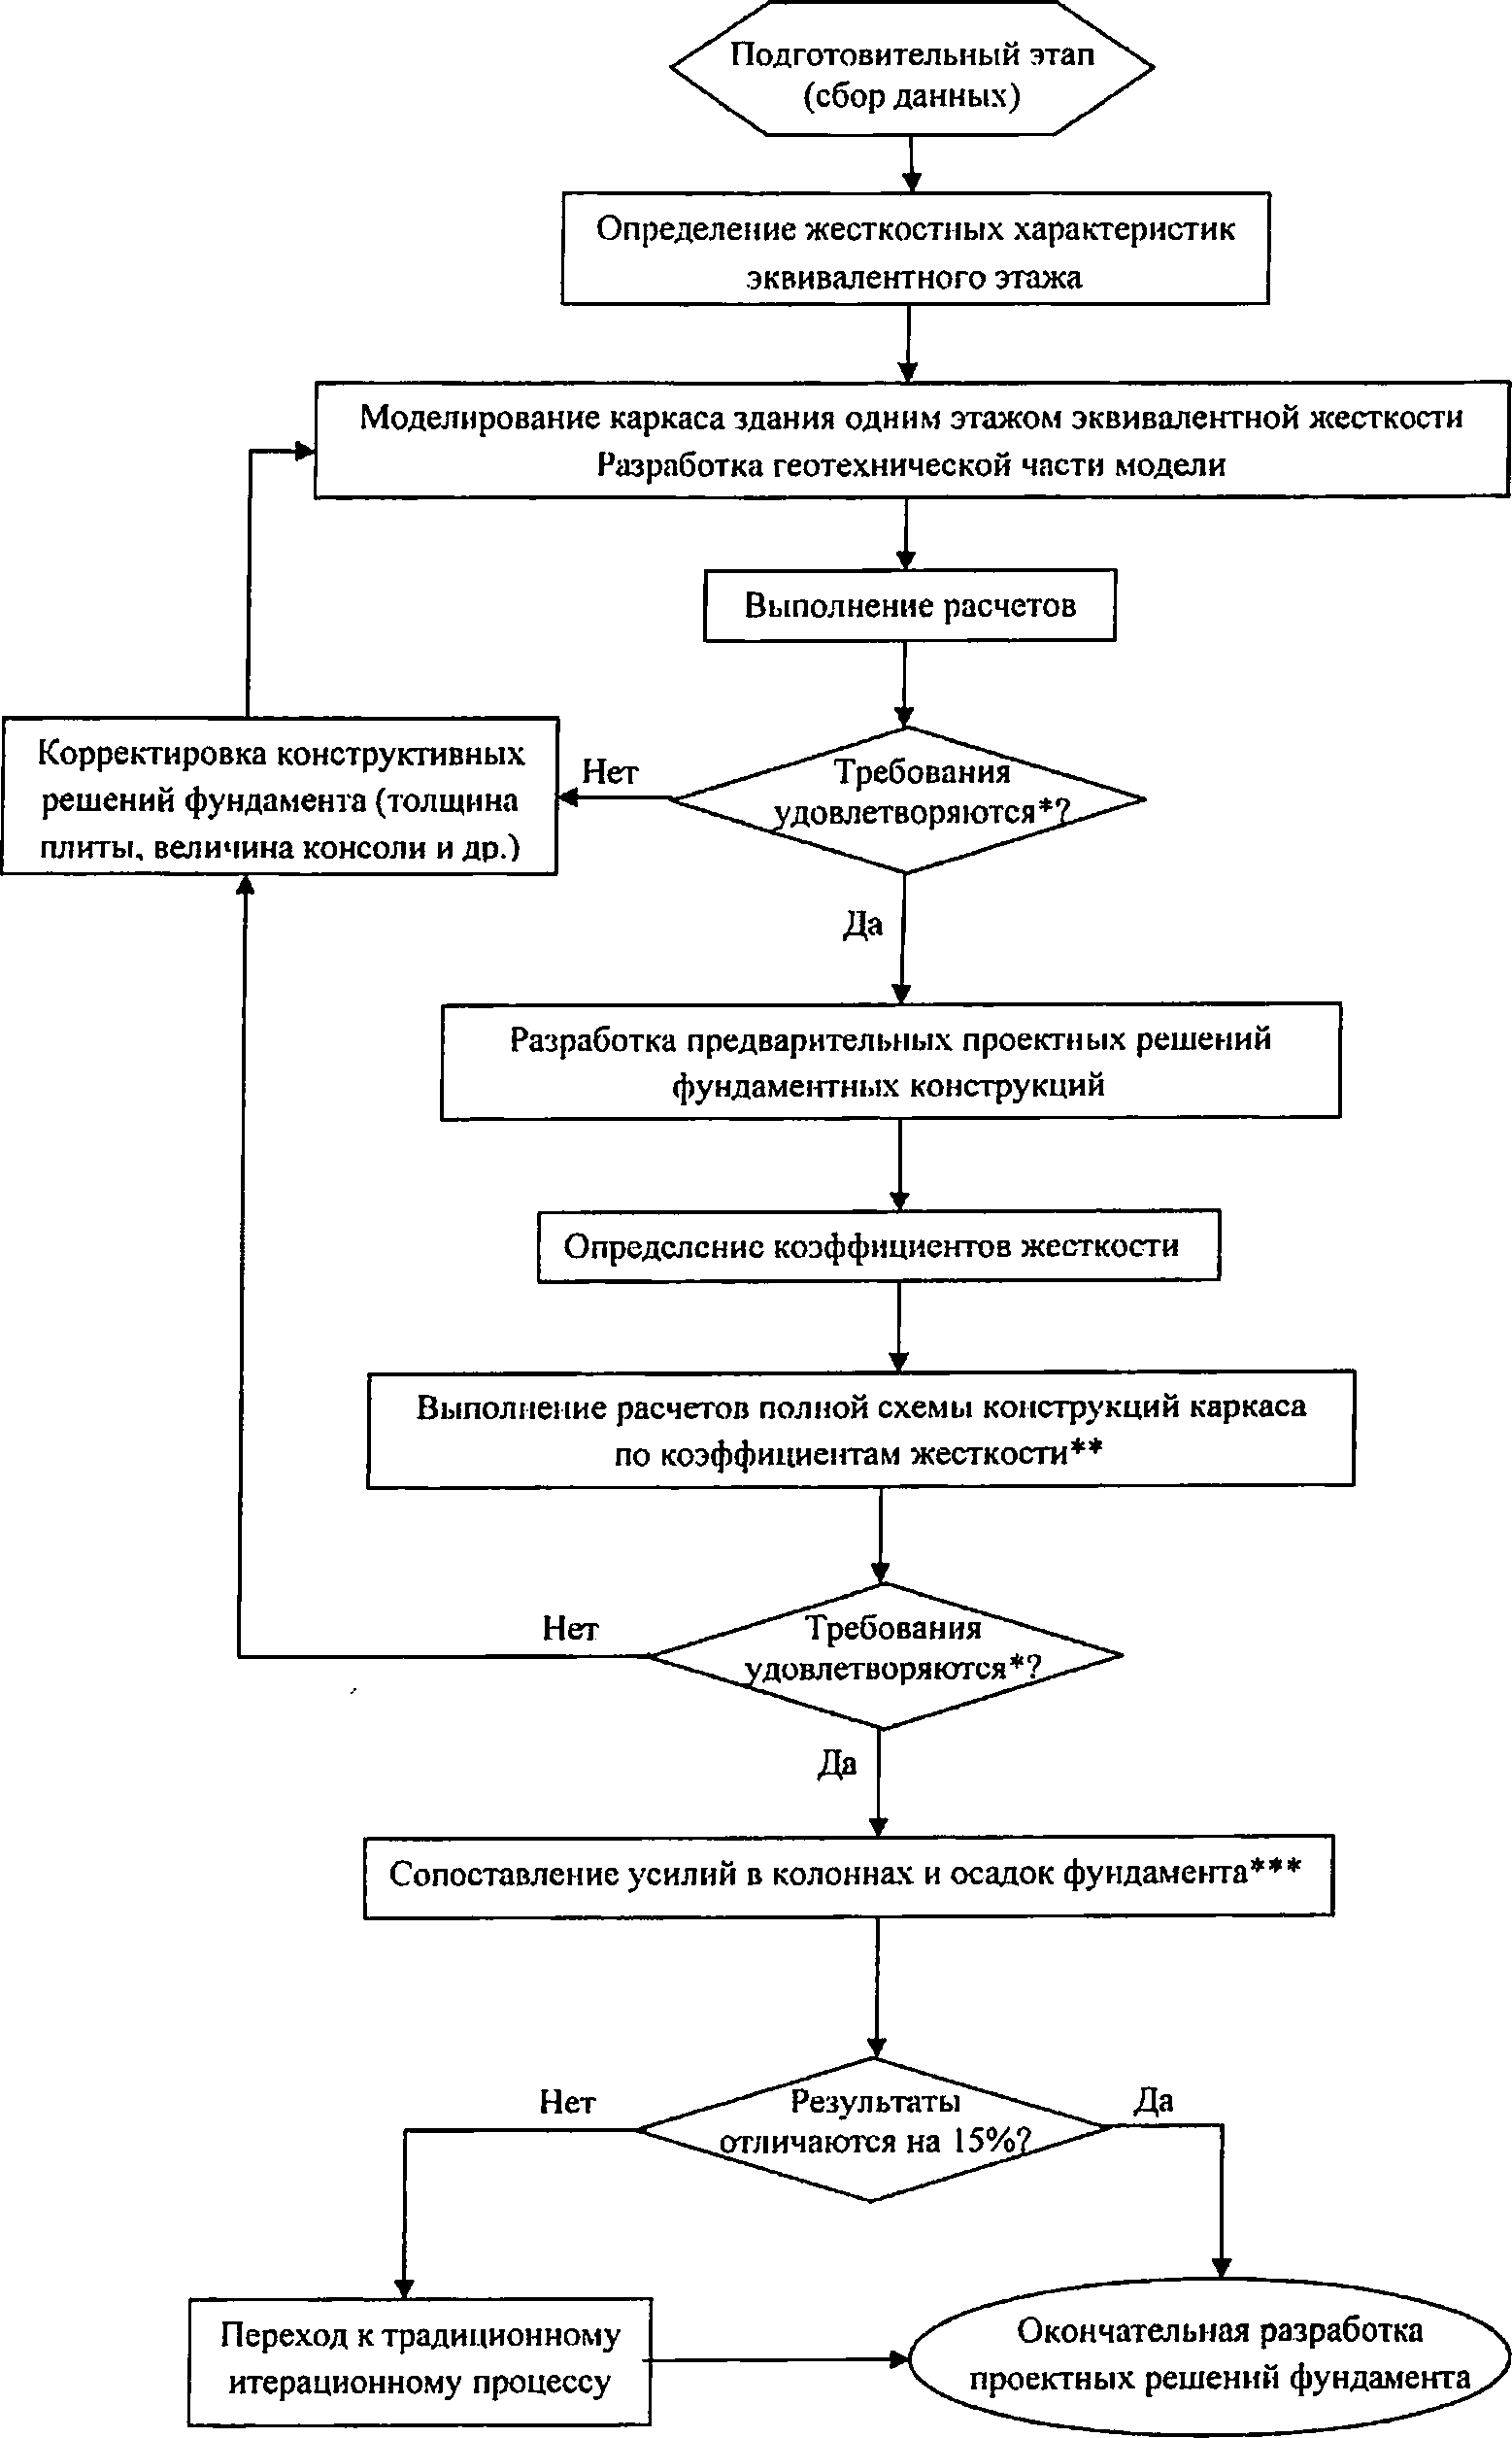 Подготовительный этап
(сбор данных)
Определение жесткостных характеристик
эквивалентного этажа
Моделирование каркаса здания одним этажом эквивалентной жесткости
Разработка геотехнической части модели
Выполнение расчетов
Корректировка конструктивных
решений фундамента (толщина
плиты, величина консоли и др.)
Нет
Требования
удовлетворяются*?
Да
Разработка предварительных проектных решений
фундаментных конструкций
Определение коэффициентов жесткости
Выполнение расчетов полной схемы конструкций каркаса
по коэффициентам жесткости**
Нет
Требования
удовлетворяются*?
Да
Сопоставление усилий в колоннах и осадок фундамента***
Нет
Результаты
отличаются на 15%?
Да
Переход к традиционному
итерационному процессу
Окончательная разработка
проектных решений фундамента